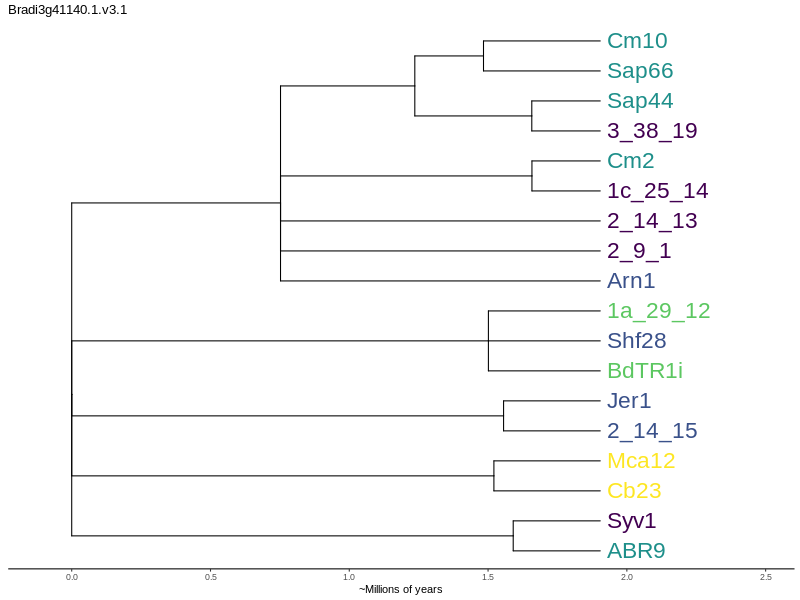 Bradi3g41140.1.v3.1
Cm10
Sap66
Sap44
3_38_19
Cm2
1c_25_14
2_14_13
2_9_1
Arn1
1a_29_12
Shf28
BdTR1i
Jer1
2_14_15
Mca12
Cb23
Syv1
ABR9
0.0 0.5 1.0 1.5 2.0 2.5
~Millions of years